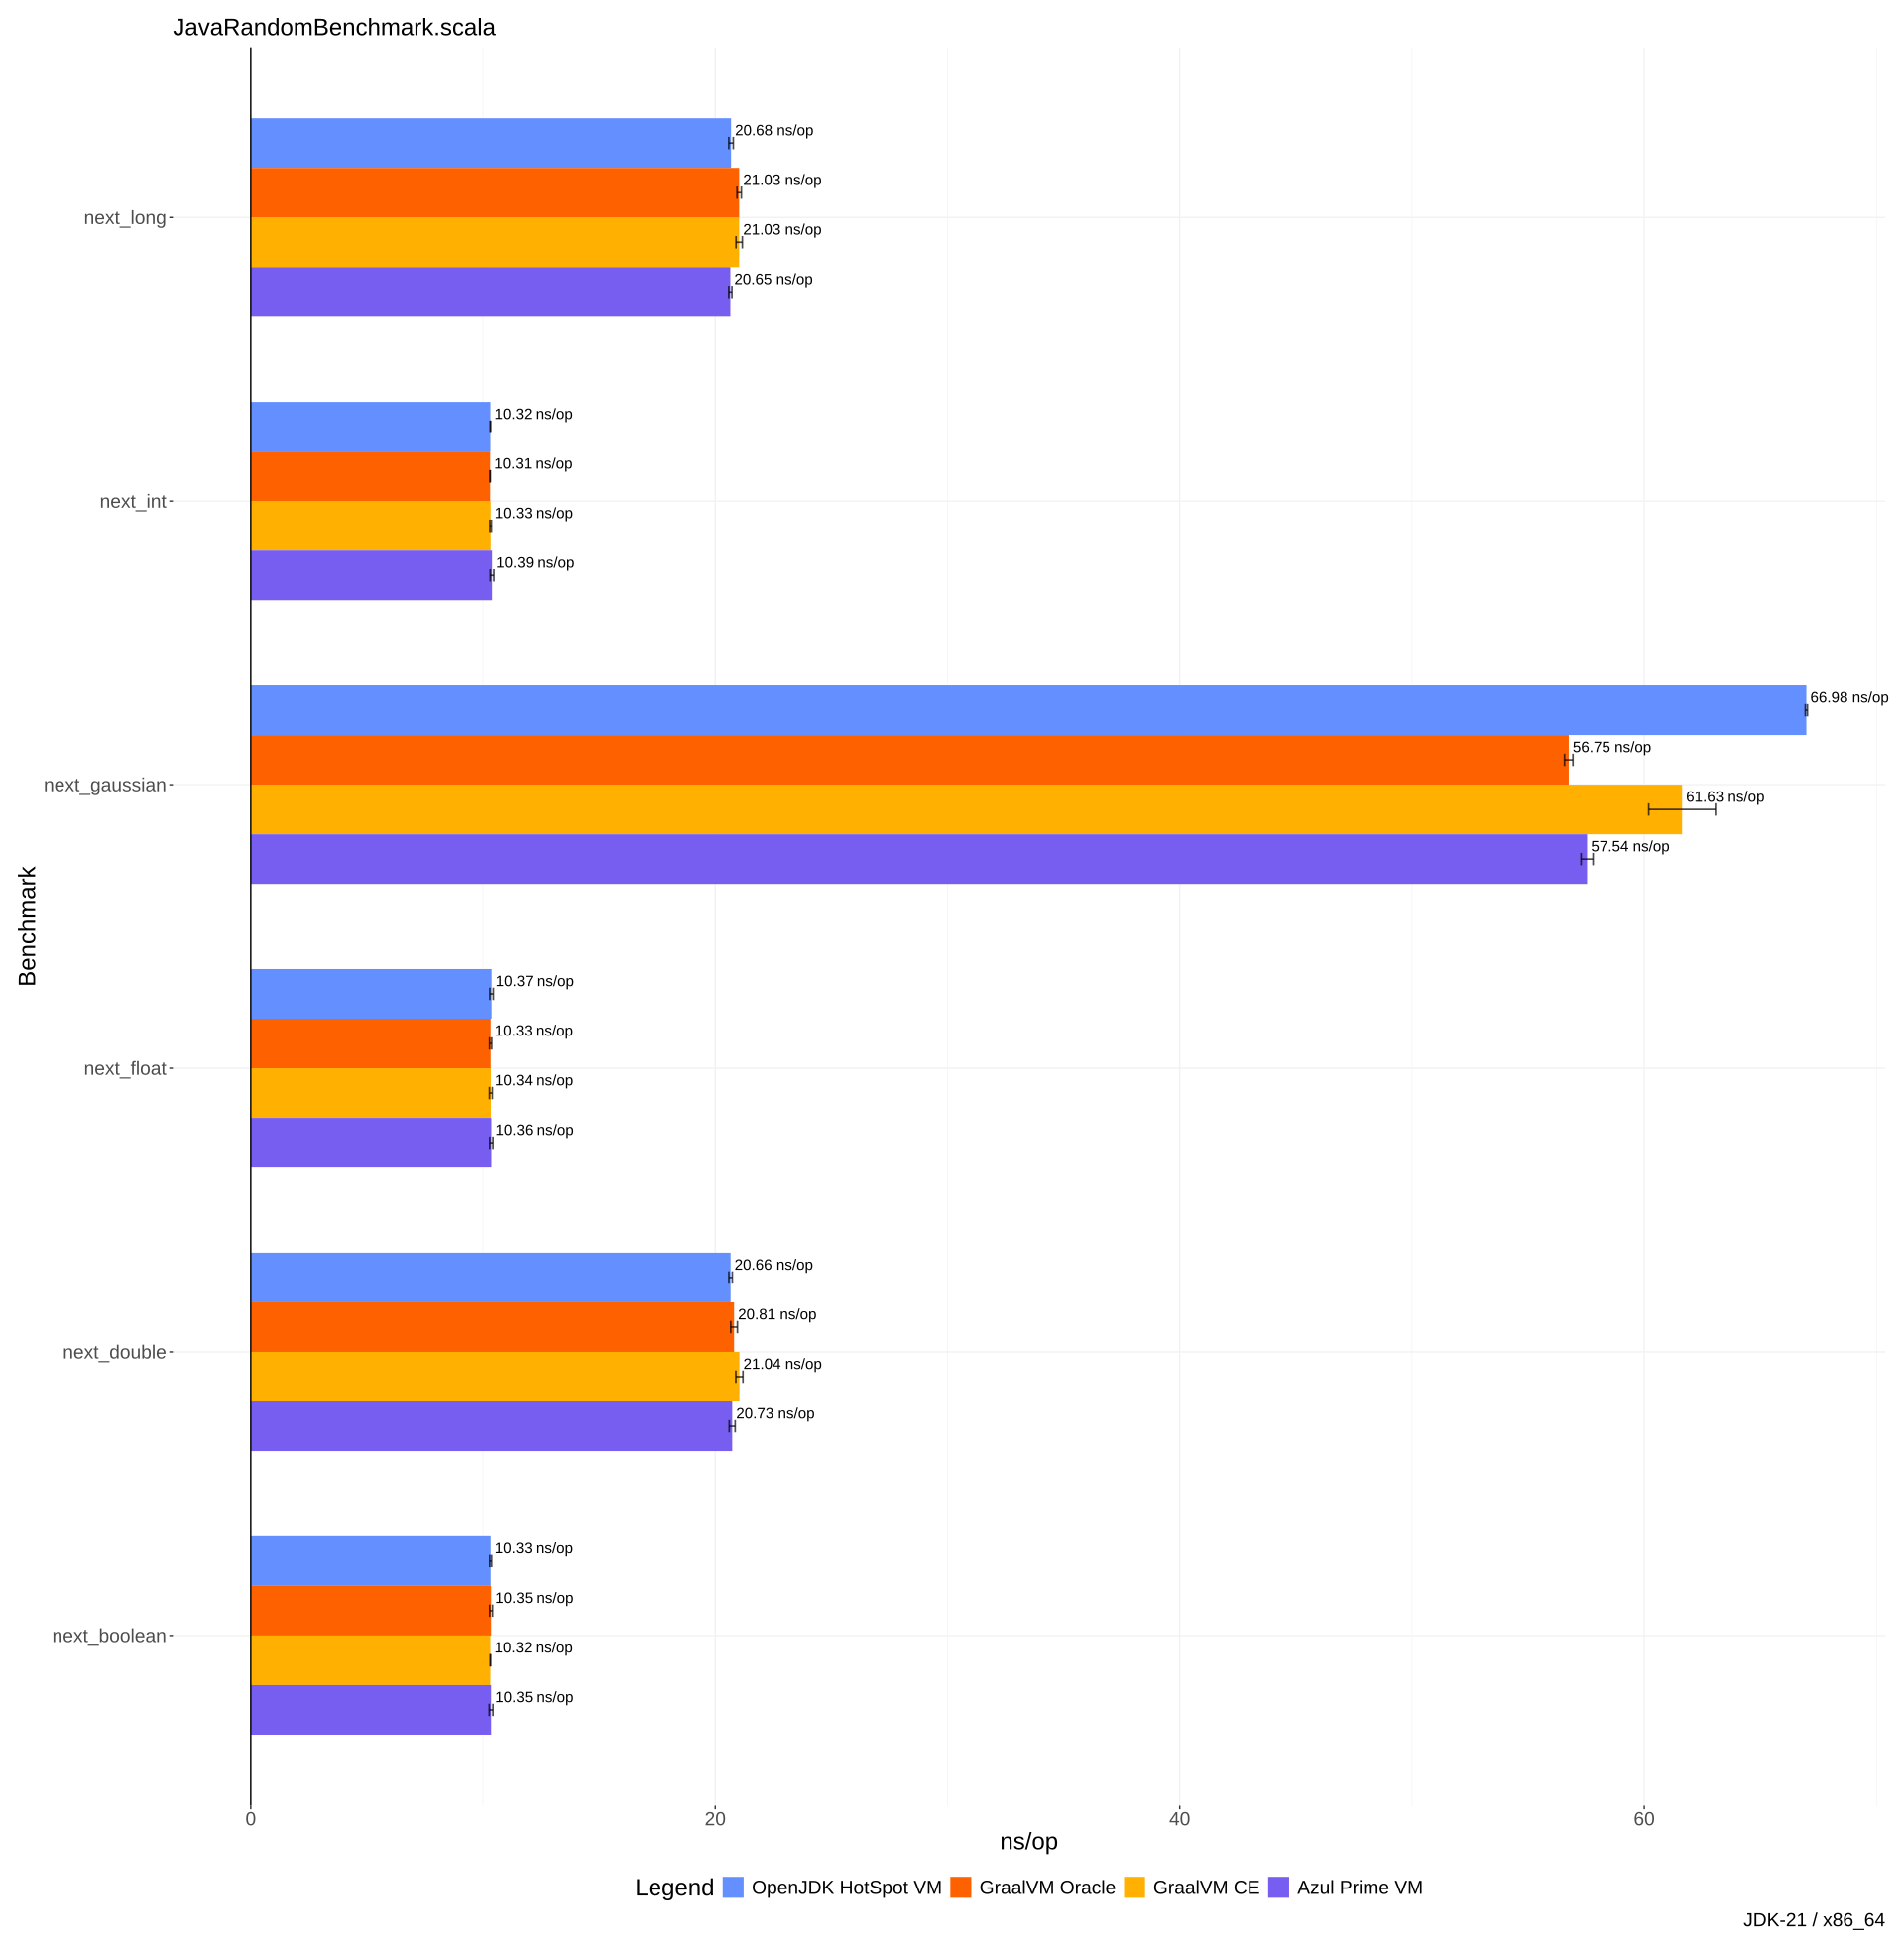 JavaRandomBenchmark.scala
Benchmark
next_long
20.68 ns/op
21.03 ns/op
21.03 ns/op
20.65 ns/op
next_int
10.32 ns/op
10.31 ns/op
10.33 ns/op
10.39 ns/op
next_gaussian
66.98 ns/op
56.75 ns/op
61.63 ns/op
57.54 ns/op
next_float
10.37 ns/op
10.33 ns/op
10.34 ns/op
10.36 ns/op
next_double
20.66 ns/op
20.81 ns/op
21.04 ns/op
20.73 ns/op
next_boolean
10.33 ns/op
10.35 ns/op
10.32 ns/op
10.35 ns/op
0 20 40 60
ns/op
Legend OpenJDK HotSpot VM GraalVM Oracle GraalVM CE Azul Prime VM
JDK-21 / x86_64